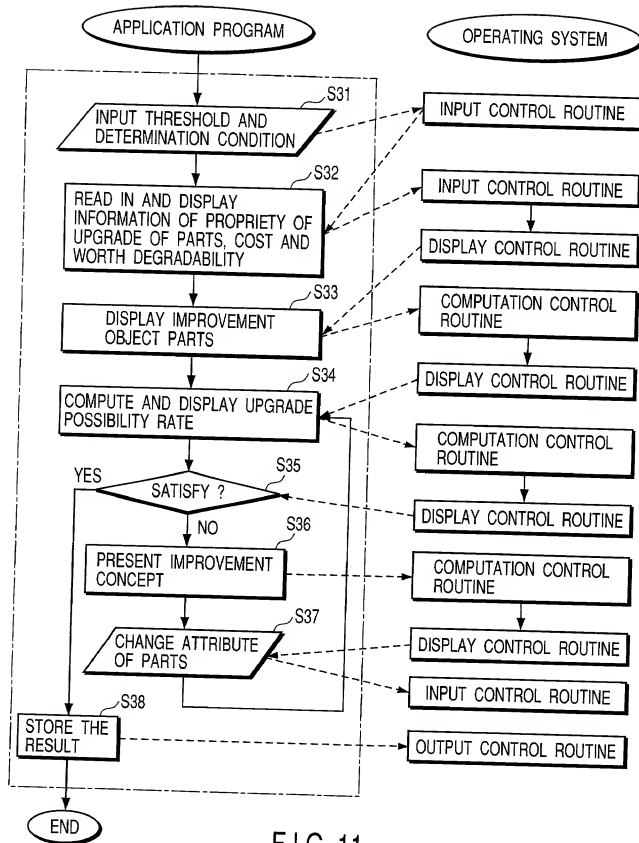 APPLICATION PROGRAM
OPERATING SYSTEM
S31
INPUT THRESHOLD AND
DETERMINATION CONDITION
INPUT CONTROL ROUTINE
S32
READ IN AND DISPLAY
INFORMATION OF PROPRIETY OF
UPGRADE OF PARTS, COST AND
WORTH DEGRADABILITY
INPUT CONTROL ROUTINE
DISPLAY CONTROL ROUTINE
S33
DISPLAY IMPROVEMENT
OBJECT PARTS
COMPUTATION CONTROL
ROUTINE
DISPLAY CONTROL ROUTINE
S34
COMPUTE AND DISPLAY UPGRADE
POSSIBILITY RATE
COMPUTATION CONTROL
ROUTINE
S35
YES
SATISFY ?
NO
DISPLAY CONTROL ROUTINE
S36
PRESENT IMPROVEMENT
CONCEPT
COMPUTATION CONTROL
ROUTINE
S37
CHANGE ATTRIBUTE
OF PARTS
DISPLAY CONTROL ROUTINE
INPUT CONTROL ROUTINE
S38
STORE THE
RESULT
OUTPUT CONTROL ROUTINE
END
FIG. 11